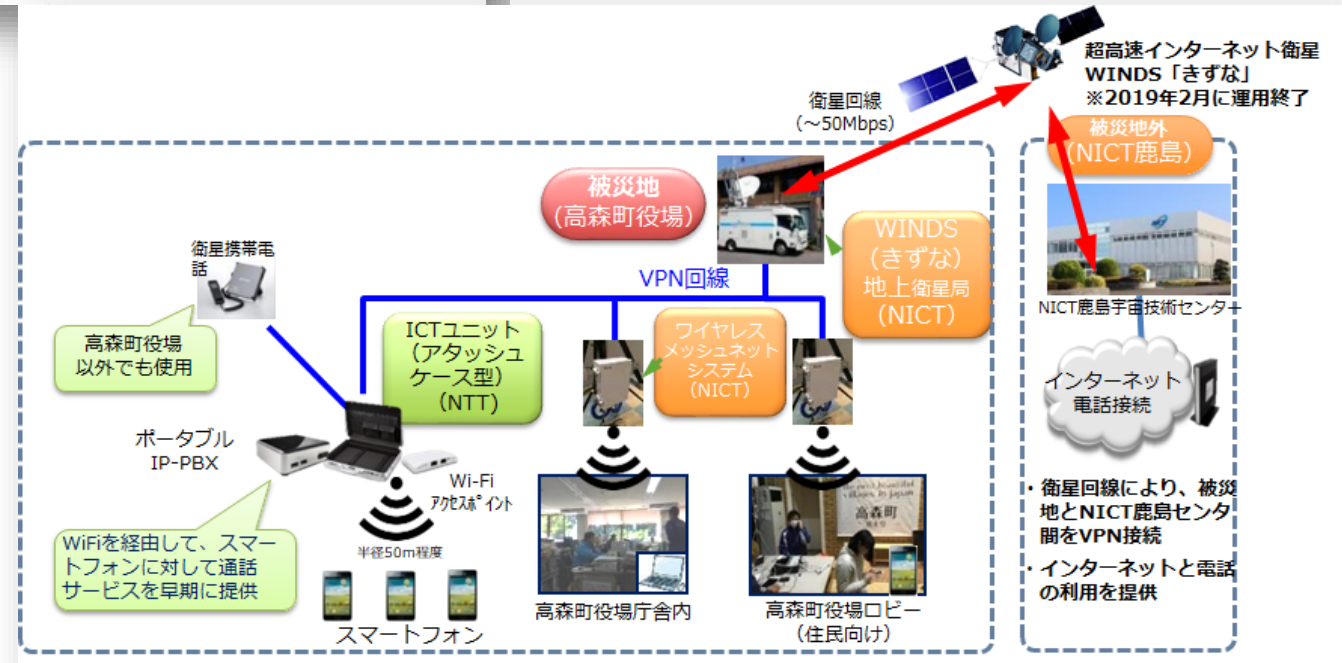 超高速インターネット衛星
WINDS「きずな」
※2019年2月に運用終了
衛星回線
(～50Mbps)
被災地外
(NICT鹿島)
被災地
(高森町役場)
WINDS
(きずな)
地上衛星局
(NICT)
NICT鹿島宇宙技術センター
インターネット
電話接続
・衛星回線により、被災
地とNICT鹿島センタ
間をVPN接続
・インターネットと電話
の利用を提供
VPN回線
衛星携帯電
話
高森町役場
以外でも使用
ICTユニット
(アタッシュ
ケース型)
(NTT)
ワイヤレス
メッシュネット
システム
(NICT)
ポータブル
IP-PBX
Wi-Fi
ｱｸｾｽﾎﾟｲﾝﾄ
半径50m程度
WiFiを経由して、スマー
トフォンに対して通話
サービスを早期に提供
スマートフォン
高森町役場庁舎内
高森町
高森町役場ロビー
(住民向け)